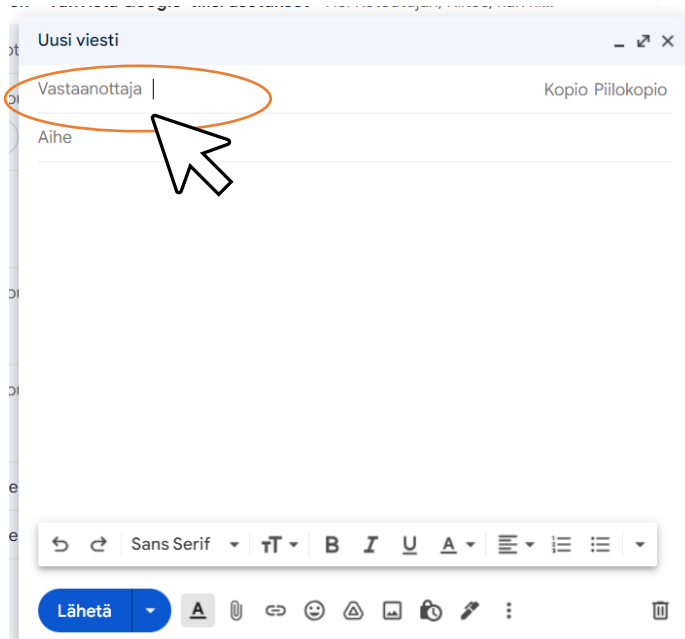 Uusi viesti
Vastaanottaja
Kopio Piilokopio
Aihe
Sans Serif
Lähetä